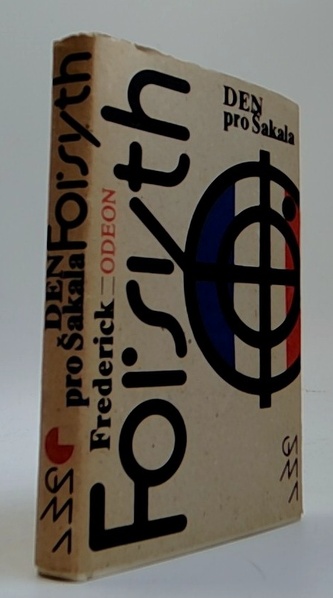 Forsyth
DEN
pro Šakala
DEN
pro Šakala
Forsyth
Frederick
ODEON